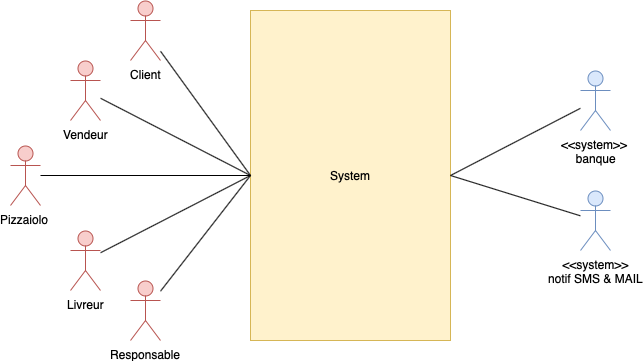 Client
Vendeur
Pizzaiolo
Livreur
Responsable
System
<<system>>
banque
<<system>>
notif SMS & MAIL